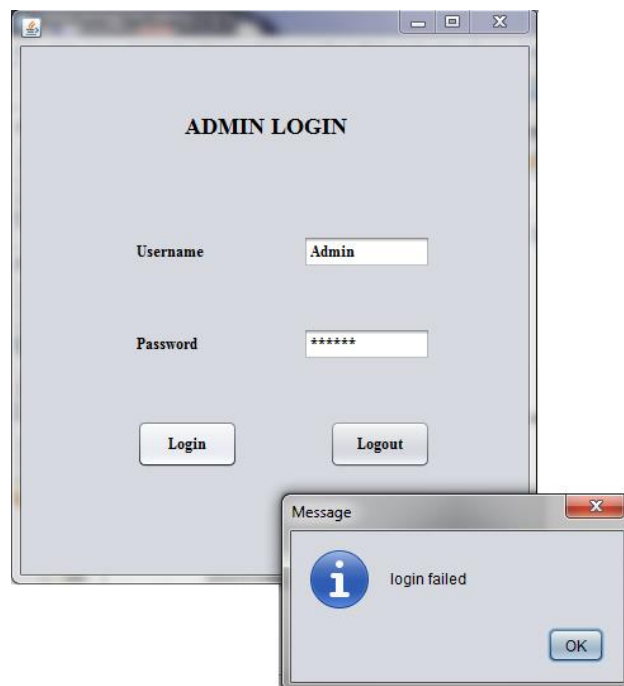 ADMIN LOGIN
Username Admin
Password ******
Login Logout
Message
login failed
OK